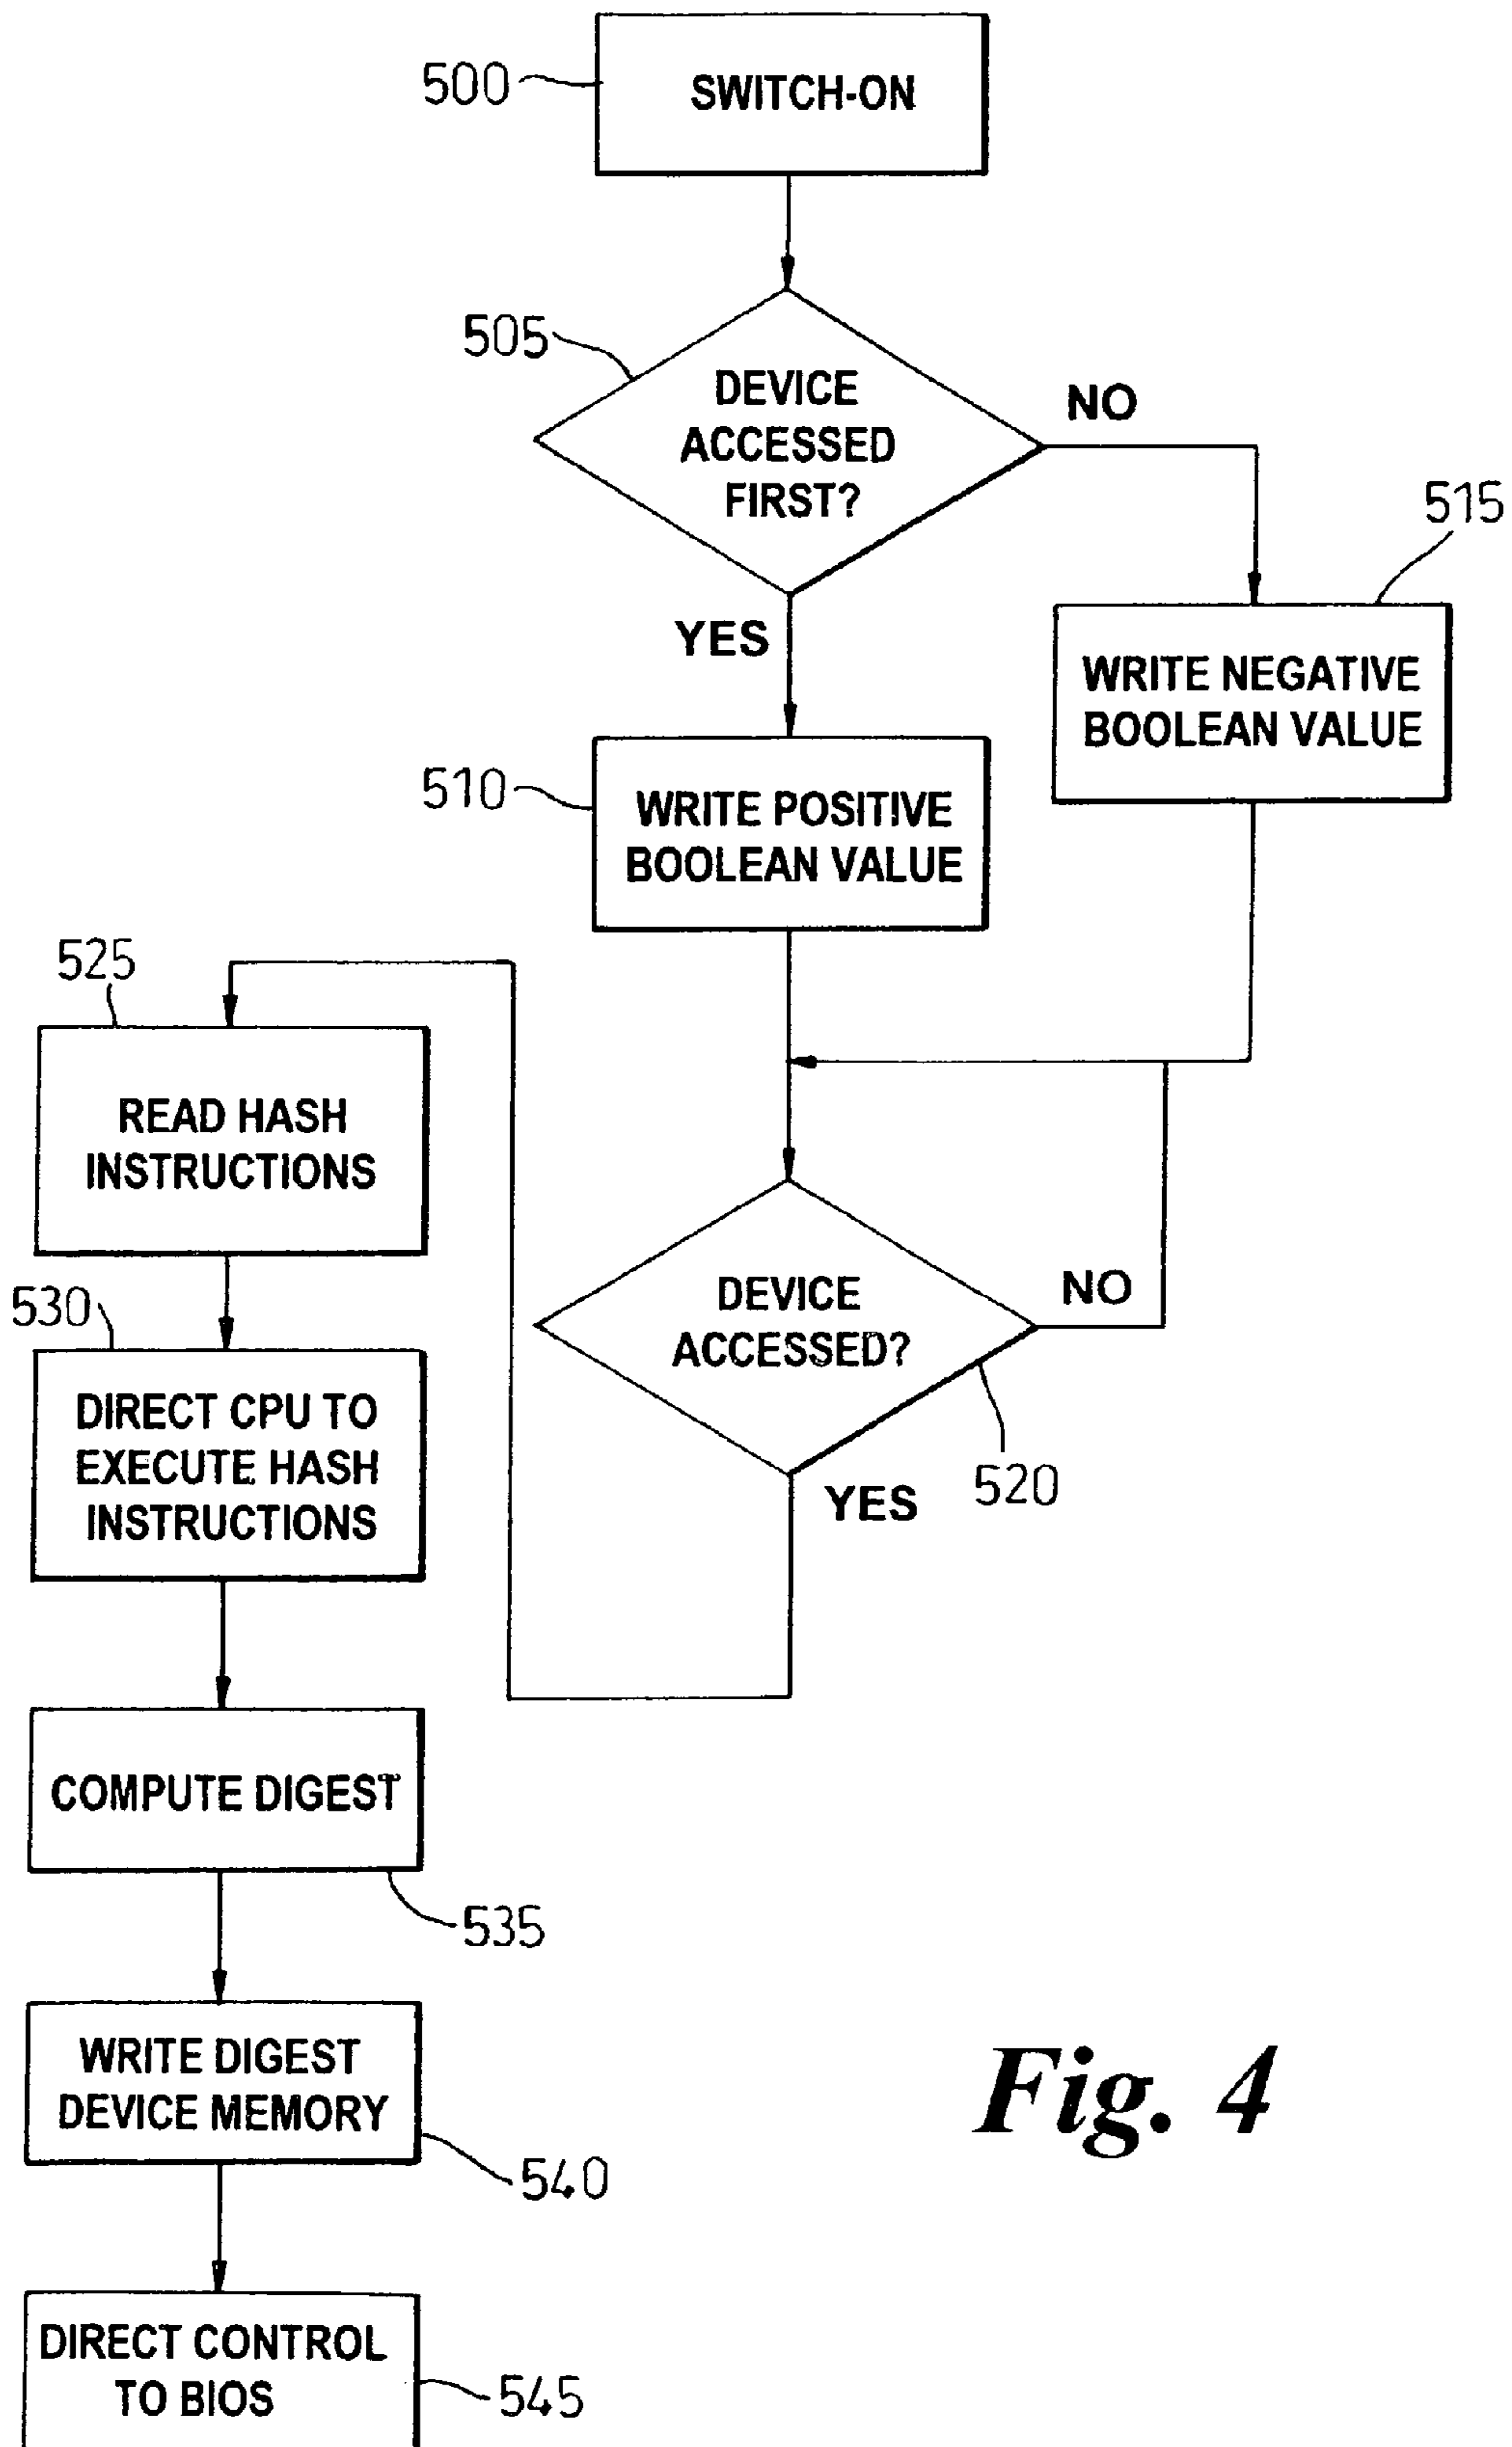 500
SWITCH-ON
505
DEVICE
ACCESSED
FIRST?
NO
515
YES
WRITE NEGATIVE
BOOLEAN VALUE
510
WRITE POSITIVE
BOOLEAN VALUE
525
READ HASH
INSTRUCTIONS
DEVICE
ACCESSED?
NO
520
YES
530
DIRECT CPU TO
EXECUTE HASH
INSTRUCTIONS
COMPUTE DIGEST
535
WRITE DIGEST
DEVICE MEMORY
540
DIRECT CONTROL
TO BIOS
545
Fig. 4